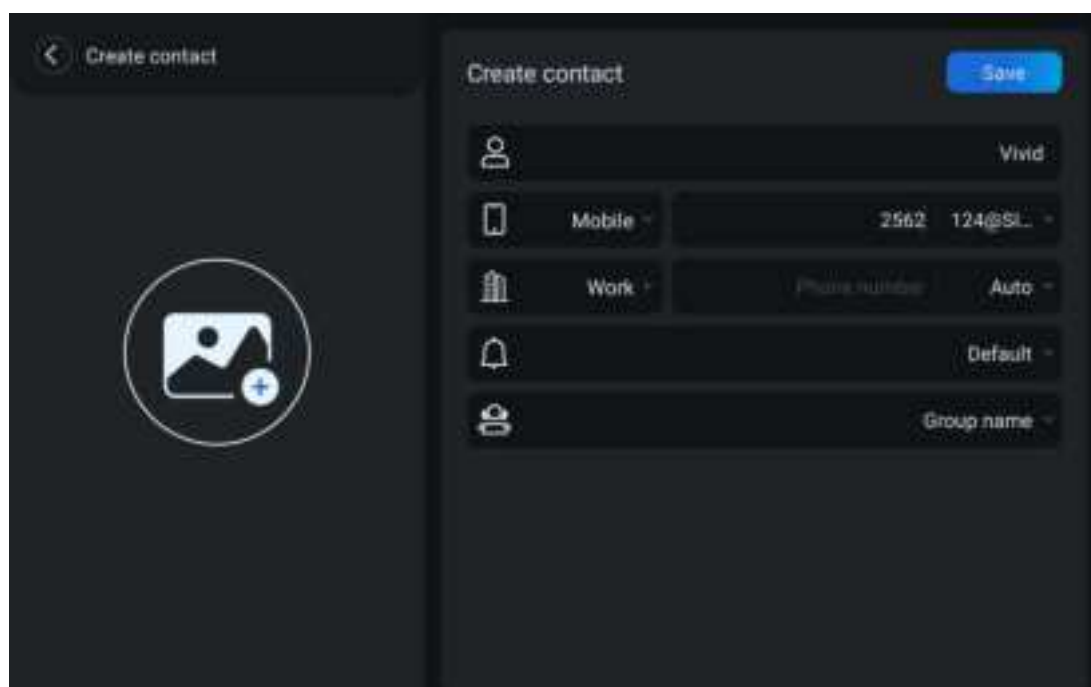 Create contact
Create contact
Save
Vivid
Mobile
2562 124@SI...
Work
Phone number Auto
Default
Group name